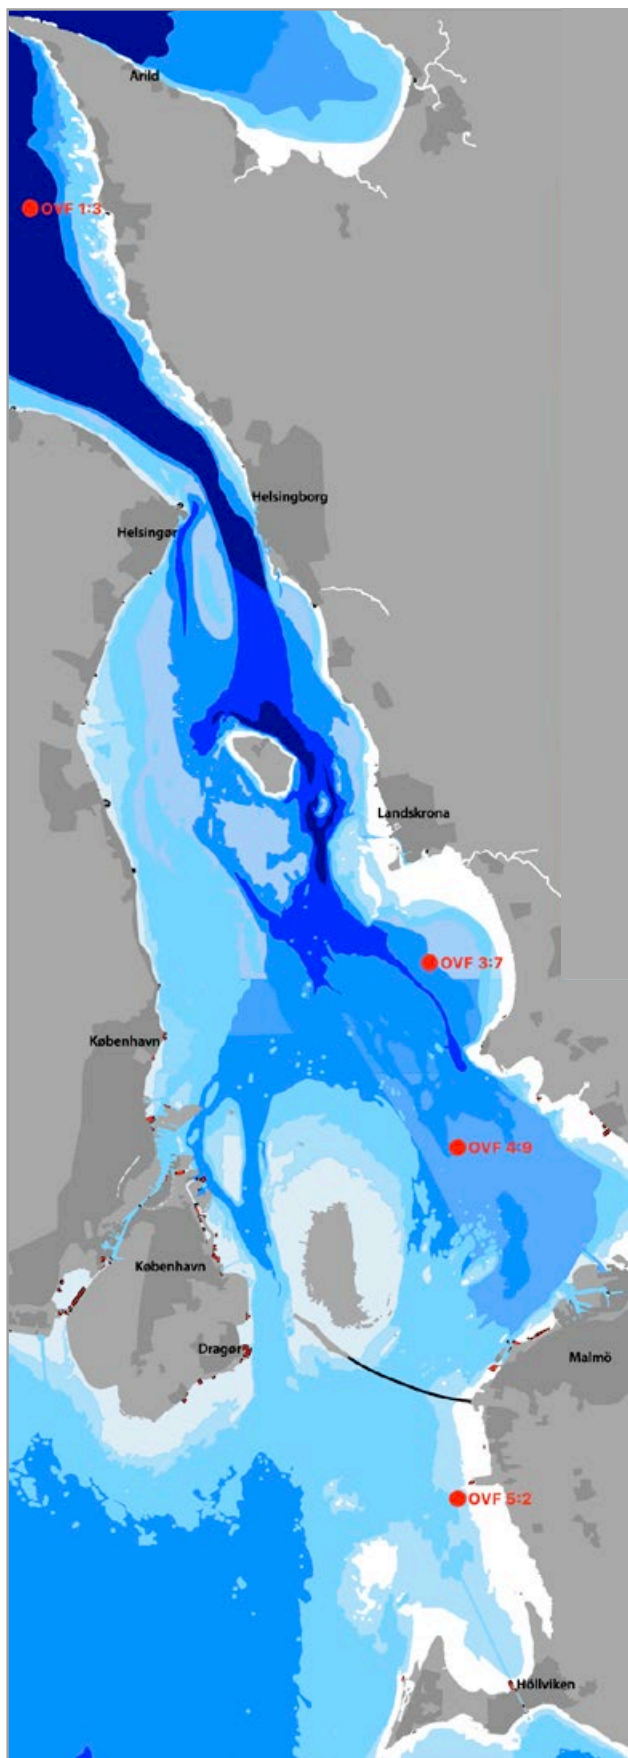 Arild
OVF 1:3
Helsingborg
Helsingør
Landskrona
OVF 3:7
København
OVF 4:9
København
Dragør
Malmö
OVF 5:2
Höllviken